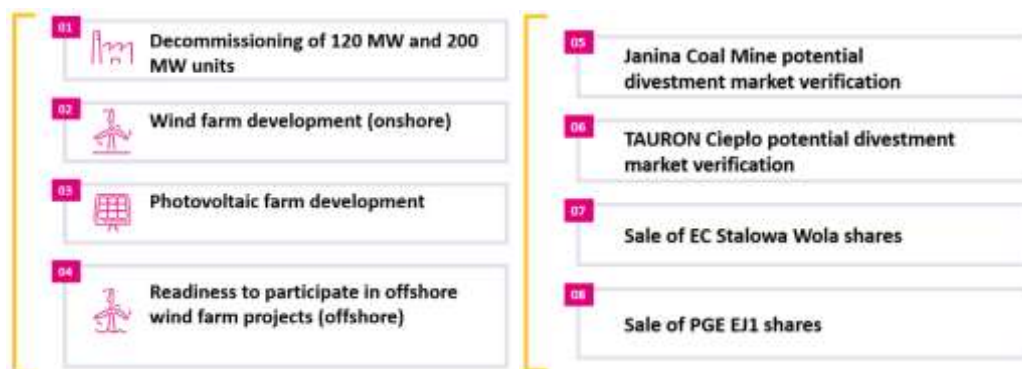 01
Decommissioning of 120 MW and 200
MW units
02
Wind farm development (onshore)
03
Photovoltaic farm development
04
Readiness to participate in offshore
wind farm projects (offshore)
05
Janina Coal Mine potential
divestment market verification
06
TAURON Ciepło potential divestment
market verification
07
Sale of EC Stalowa Wola shares
08
Sale of PGE EJ1 shares